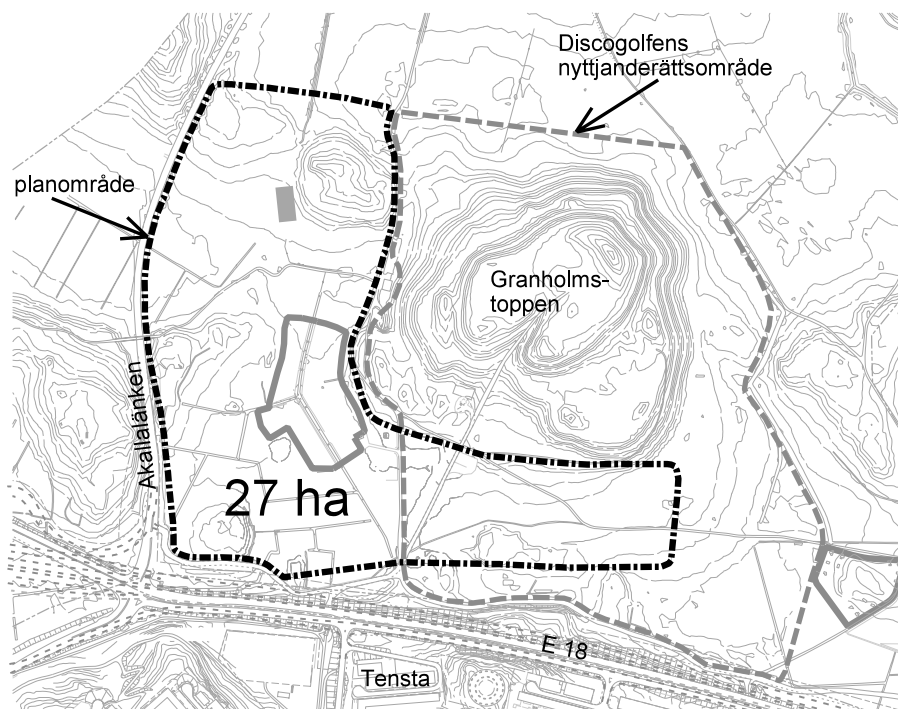 Discogolfens
nyttjanderättsområde
planområde
Granholms-
toppen
Akallalänken
27 ha
E 18
Tensta